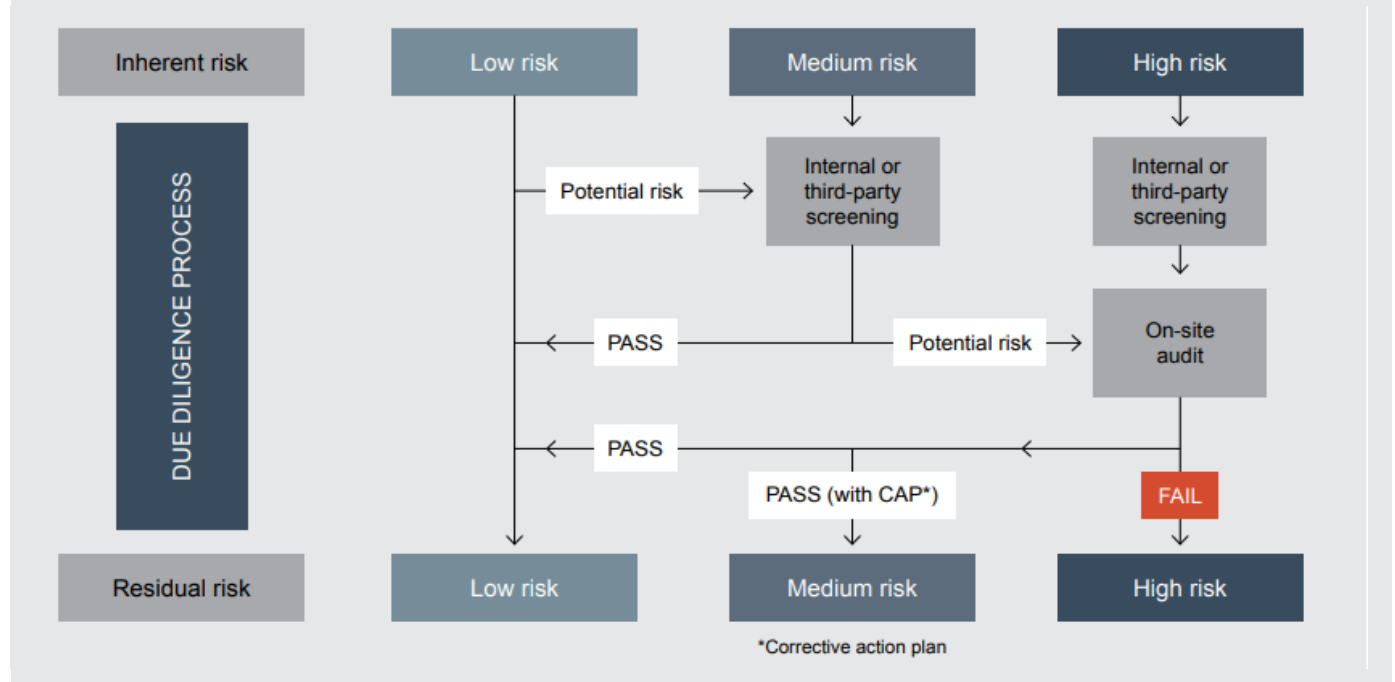 Inherent risk
Low risk
Medium risk
High risk
DUE DILIGENCE PROCESS
Internal or
third-party
screening
Internal or
third-party
screening
Potential risk
PASS
Potential risk
On-site
audit
PASS
PASS (with CAP*)
FAIL
Residual risk
Low risk
Medium risk
High risk
*Corrective action plan